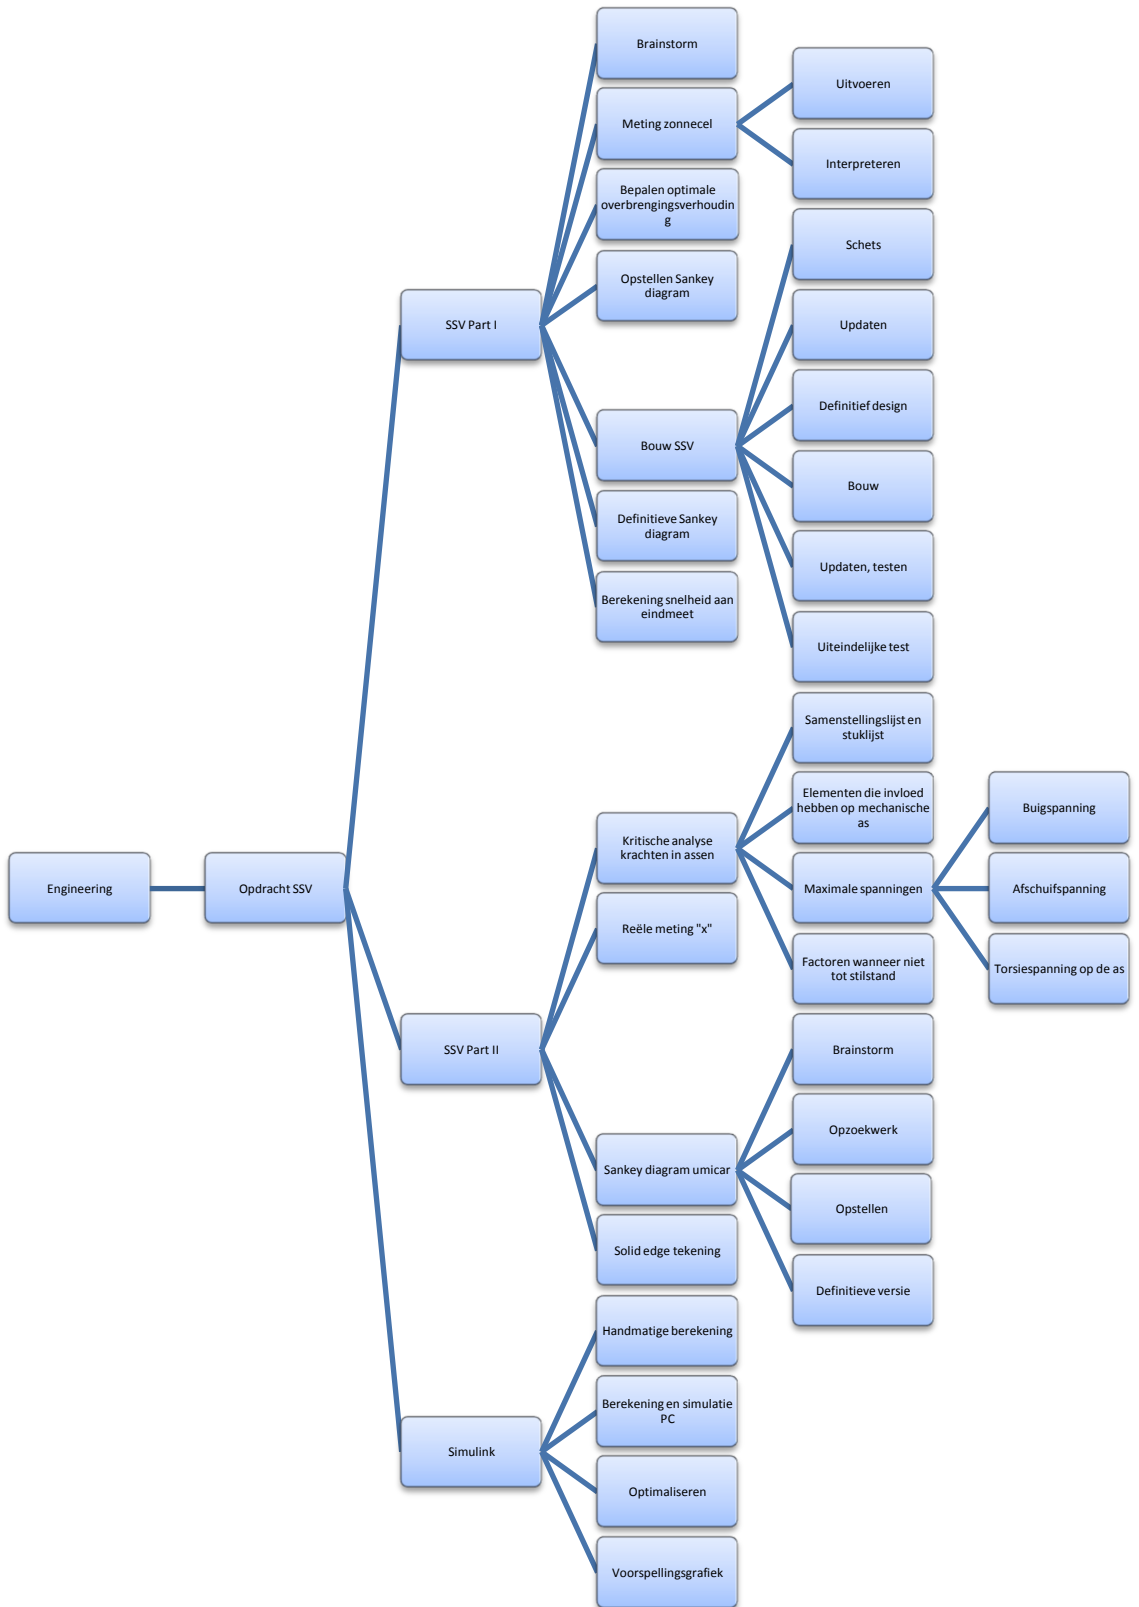 Engineering
Opdracht SSV
SSV Part I
Brainstorm
Meting zonnecel
Uitvoeren
Interpreteren
Bepalen optimale
overbrengingsverhoudin
g
Opstellen Sankey
diagram
Bouw SSV
Schets
Updaten
Definitief design
Bouw
Updaten, testen
Uiteindelijke test
Definitieve Sankey
diagram
Berekening snelheid aan
eindmeet
SSV Part II
Kritische analyse
krachten in assen
Samenstellingslijst en
stuklijst
Elementen die invloed
hebben op mechanische
as
Maximale spanningen
Buigspanning
Afschuifspanning
Torsiespanning op de as
Factoren wanneer niet
tot stilstand
Reële meting "x"
Sankey diagram umicar
Brainstorm
Opzoekwerk
Opstellen
Definitieve versie
Solid edge tekening
Simulink
Handmatige berekening
Berekening en simulatie
PC
Optimaliseren
Voorspellingsgrafiek